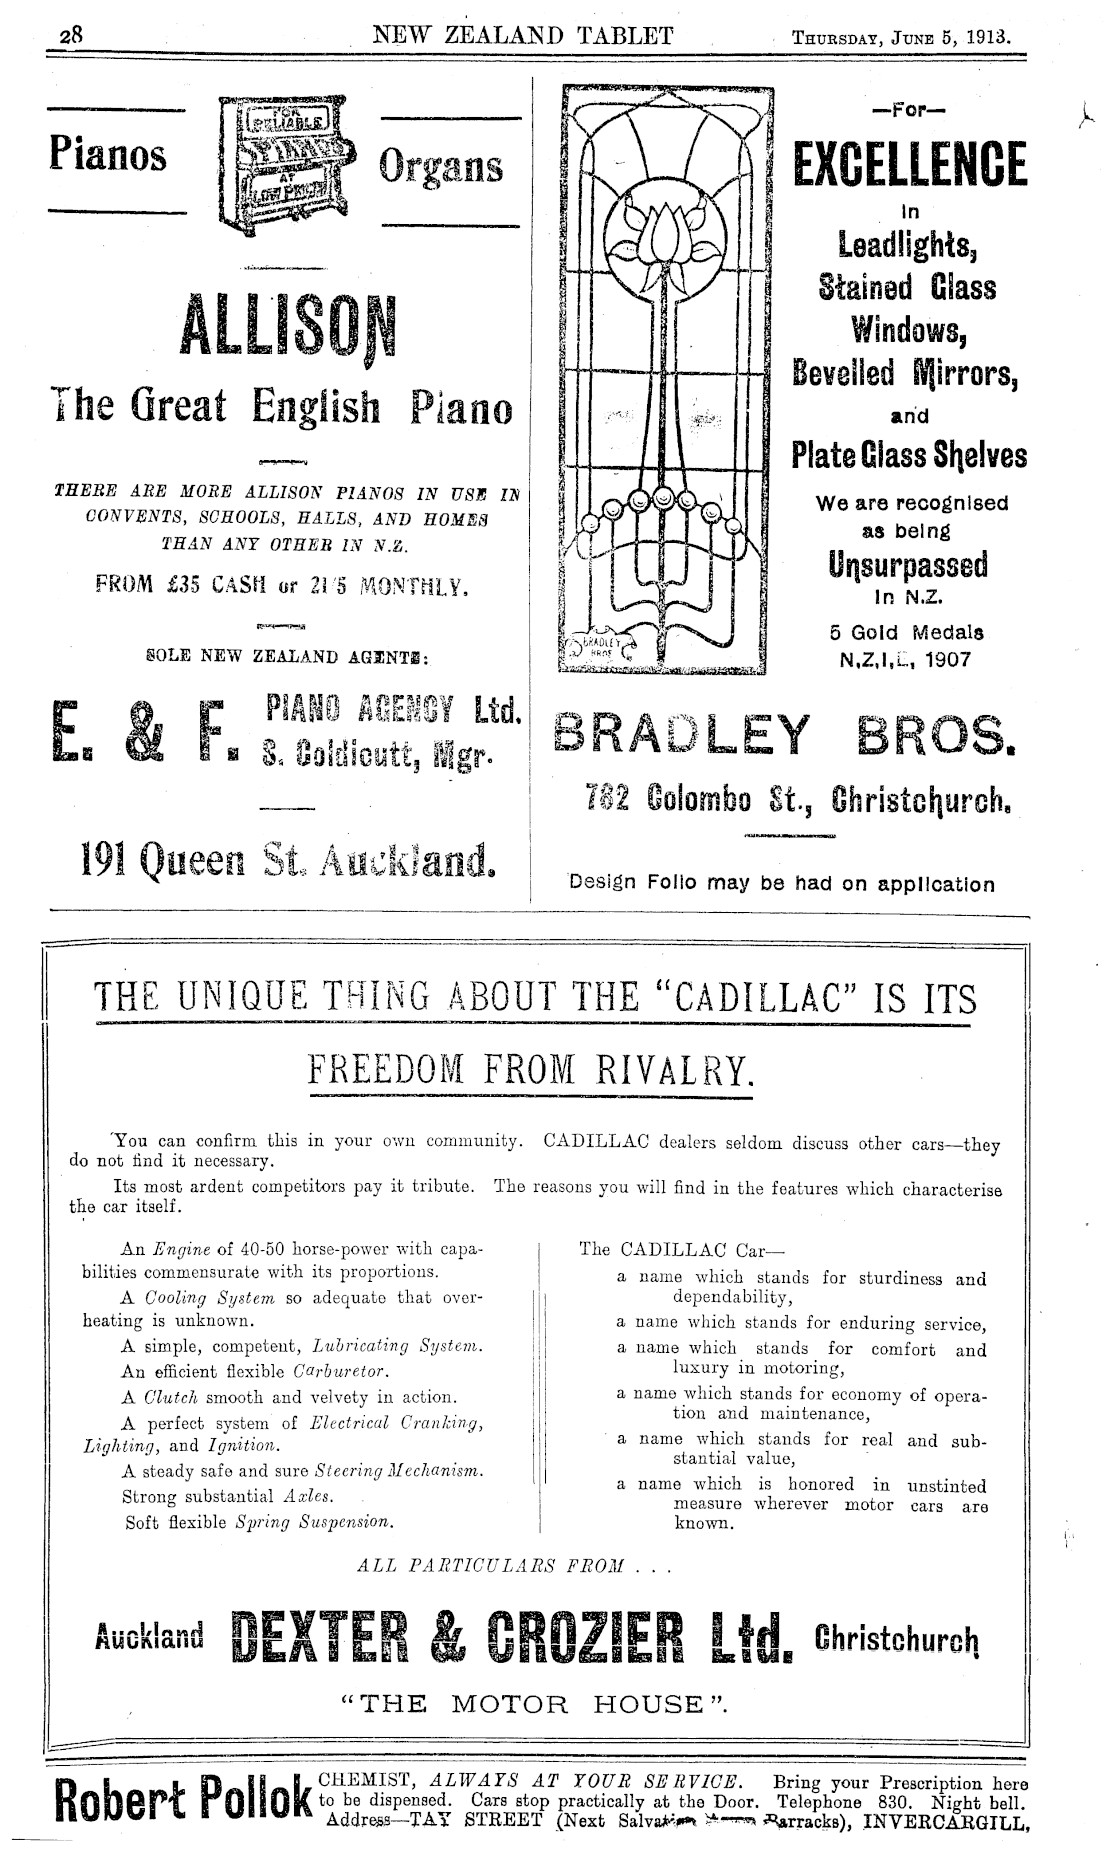 28 NEW ZEALAND TABLET THURSDAY, JUNE 5, 1913.
Pianos
FOR
RELIABLE
PIANOS
AT
LOW PRICES
Organs
ALLISON
The Great English Piano
THERE ARE MORE ALLISON PIANOS IN USE IN
CONVENTS, SCHOOLS, HALLS, AND HOMES
THAN ANY OTHER IN N.Z.
FROM £35 CASH or 21/5 MONTHLY.
SOLE NEW ZEALAND AGENTS:
E. & F. PIANO AGENCY Ltd.
S. Coldicutt, Mgr.
191 Queen St. Auckland.
BRADLEY
BROS
—For—
EXCELLENCE
in
Leadlights,
Stained Glass
Windows,
Bevelled Mirrors,
and
Plate Glass Shelves
We are recognised
as being
Unsurpassed
in N.Z.
5 Gold Medals
N,Z,I,E, 1907
BRADLEY BROS.
782 Colombo St., Christchurch.
Design Folio may be had on application
THE UNIQUE THING ABOUT THE "CADILLAC" IS ITS
FREEDOM FROM RIVALRY.
You can confirm this in your own community. CADILLAC dealers seldom discuss other cars—they
do not find it necessary.
Its most ardent competitors pay it tribute. The reasons you will find in the features which characterise
the car itself.
An Engine of 40-50 horse-power with capa-
bilities commensurate with its proportions.
A Cooling System so adequate that over-
heating is unknown.
A simple, competent, Lubricating System.
An efficient flexible Carburetor.
A Clutch smooth and velvety in action.
A perfect system of Electrical Cranking,
Lighting, and Ignition.
A steady safe and sure Steering Mechanism.
Strong substantial Axles.
Soft flexible Spring Suspension.
The CADILLAC Car—
a name which stands for sturdiness and
dependability,
a name which stands for enduring service,
a name which stands for comfort and
luxury in motoring,
a name which stands for economy of opera-
tion and maintenance,
a name which stands for real and sub-
stantial value,
a name which is honored in unstinted
measure wherever motor cars are
known.
ALL PARTICULARS FROM . . .
Auckland DEXTER & CROZIER Ltd. Christchurch
"THE MOTOR HOUSE".
Robert Pollok CHEMIST, ALWAYS AT YOUR SERVICE. Bring your Prescription here
to be dispensed. Cars stop practically at the Door. Telephone 830. Night bell.
Address—TAY STREET (Next Salvation Barracks), INVERCARGILL,